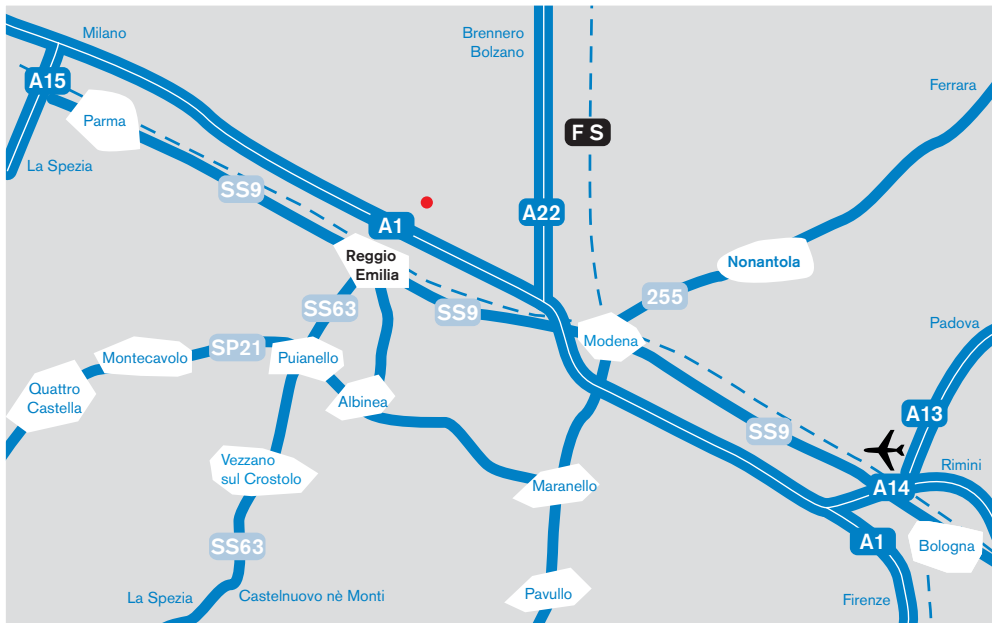 Milano
Brennero
Bolzano
Ferrara
A15
Parma
F S
La Spezia
SS9
A22
A1
Reggio
Emilia
Nonantola
255
SS63
SS9
Padova
Modena
SP21
Montecavolo
Puianello
Quattro
Castella
Albinea
A13
SS9
Vezzano
sul Crostolo
Rimini
Maranello
A14
SS63
A1
Bologna
La Spezia
Castelnuovo nè Monti
Pavullo
Firenze